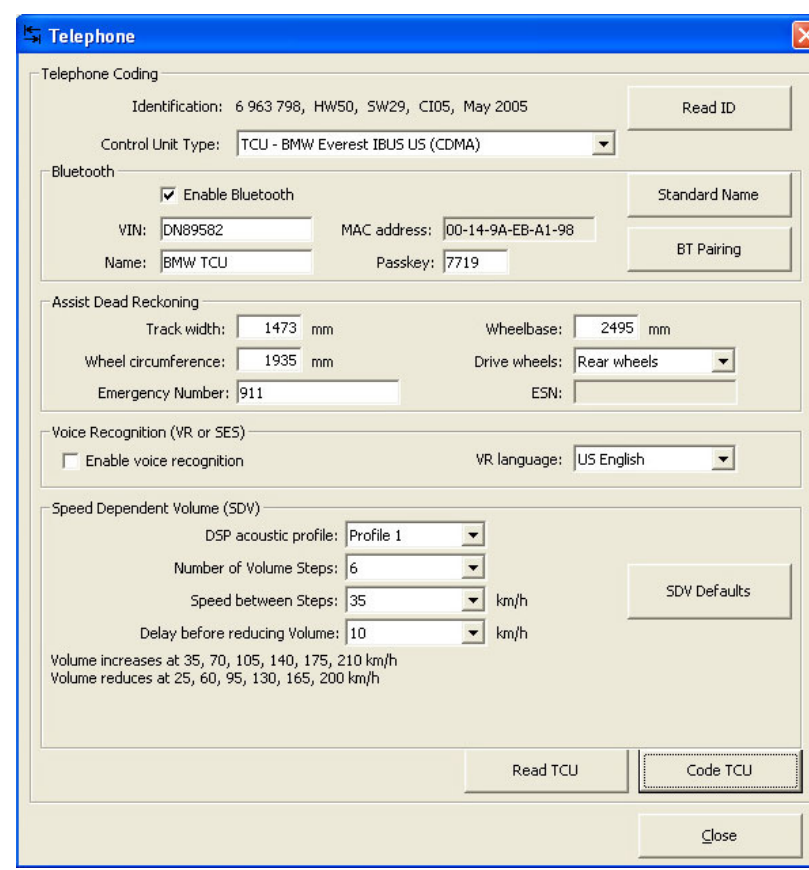 Telephone
Telephone Coding
Identification: 6 963 798, HW50, SW29, CI05, May 2005 Read ID
Control Unit Type: TCU - BMW Everest IBUS US (CDMA)
Bluetooth
Enable Bluetooth Standard Name
VIN: DN89582 MAC address: 00-14-9A-EB-A1-98
Name: BMW TCU Passkey: 7719 BT Pairing
Assist Dead Reckoning
Track width: 1473 mm Wheelbase: 2495 mm
Wheel circumference: 1935 mm Drive wheels: Rear wheels
Emergency Number: 911 ESN:
Voice Recognition (VR or SES)
Enable voice recognition VR language: US English
Speed Dependent Volume (SDV)
DSP acoustic profile: Profile 1
Number of Volume Steps: 6
Speed between Steps: 35 km/h SDV Defaults
Delay before reducing Volume: 10 km/h
Volume increases at 35, 70, 105, 140, 175, 210 km/h
Volume reduces at 25, 60, 95, 130, 165, 200 km/h
Read TCU Code TCU
Close